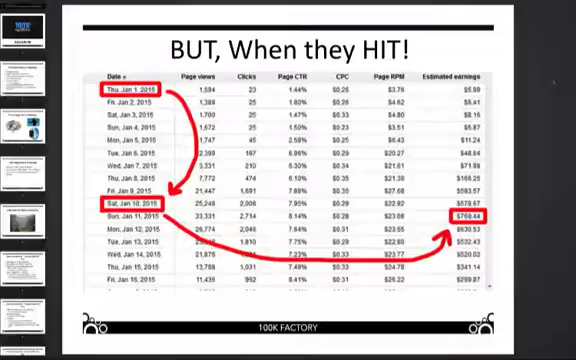 BUT, When they HIT!
Date Page views Clicks Page CTR CPC Page RPM Estimated earnings
Thu, Jan 1, 2015 1,594 23 1.44% $0.26 $3.76 $5.99
Fri, Jan 2, 2015 1,389 25 1.80% $0.26 $4.62 $6.41
Sat, Jan 3, 2015 1,700 25 1.47% $0.33 $4.80 $8.16
Sun, Jan 4, 2015 1,672 25 1.50% $0.23 $3.51 $5.87
Mon, Jan 5, 2015 1,747 45 2.58% $0.25 $6.43 $11.24
Tue, Jan 6, 2015 2,399 167 6.96% $0.29 $20.27 $48.64
Wed, Jan 7, 2015 3,331 210 6.30% $0.34 $21.61 $71.98
Thu, Jan 8, 2015 7,772 474 6.10% $0.35 $21.39 $166.25
Fri, Jan 9, 2015 21,447 1,691 7.88% $0.35 $27.68 $593.57
Sat, Jan 10, 2015 25,248 2,008 7.95% $0.29 $22.92 $578.67
Sun, Jan 11, 2015 33,331 2,714 8.14% $0.28 $23.08 $769.44
Mon, Jan 12, 2015 26,774 2,046 7.64% $0.31 $23.55 $630.53
Tue, Jan 13, 2015 1,810 7.75% $0.29 $22.80 $532.43
Wed, Jan 14, 2015 21,876 7.23% $0.33 $23.77 $520.02
Thu, Jan 15, 2015 13,768 1,031 7.49% $0.33 $24.78 $341.14
Fri, Jan 16, 2015 11,436 962 8.41% $0.31 $26.22 $299.87
100K FACTORY